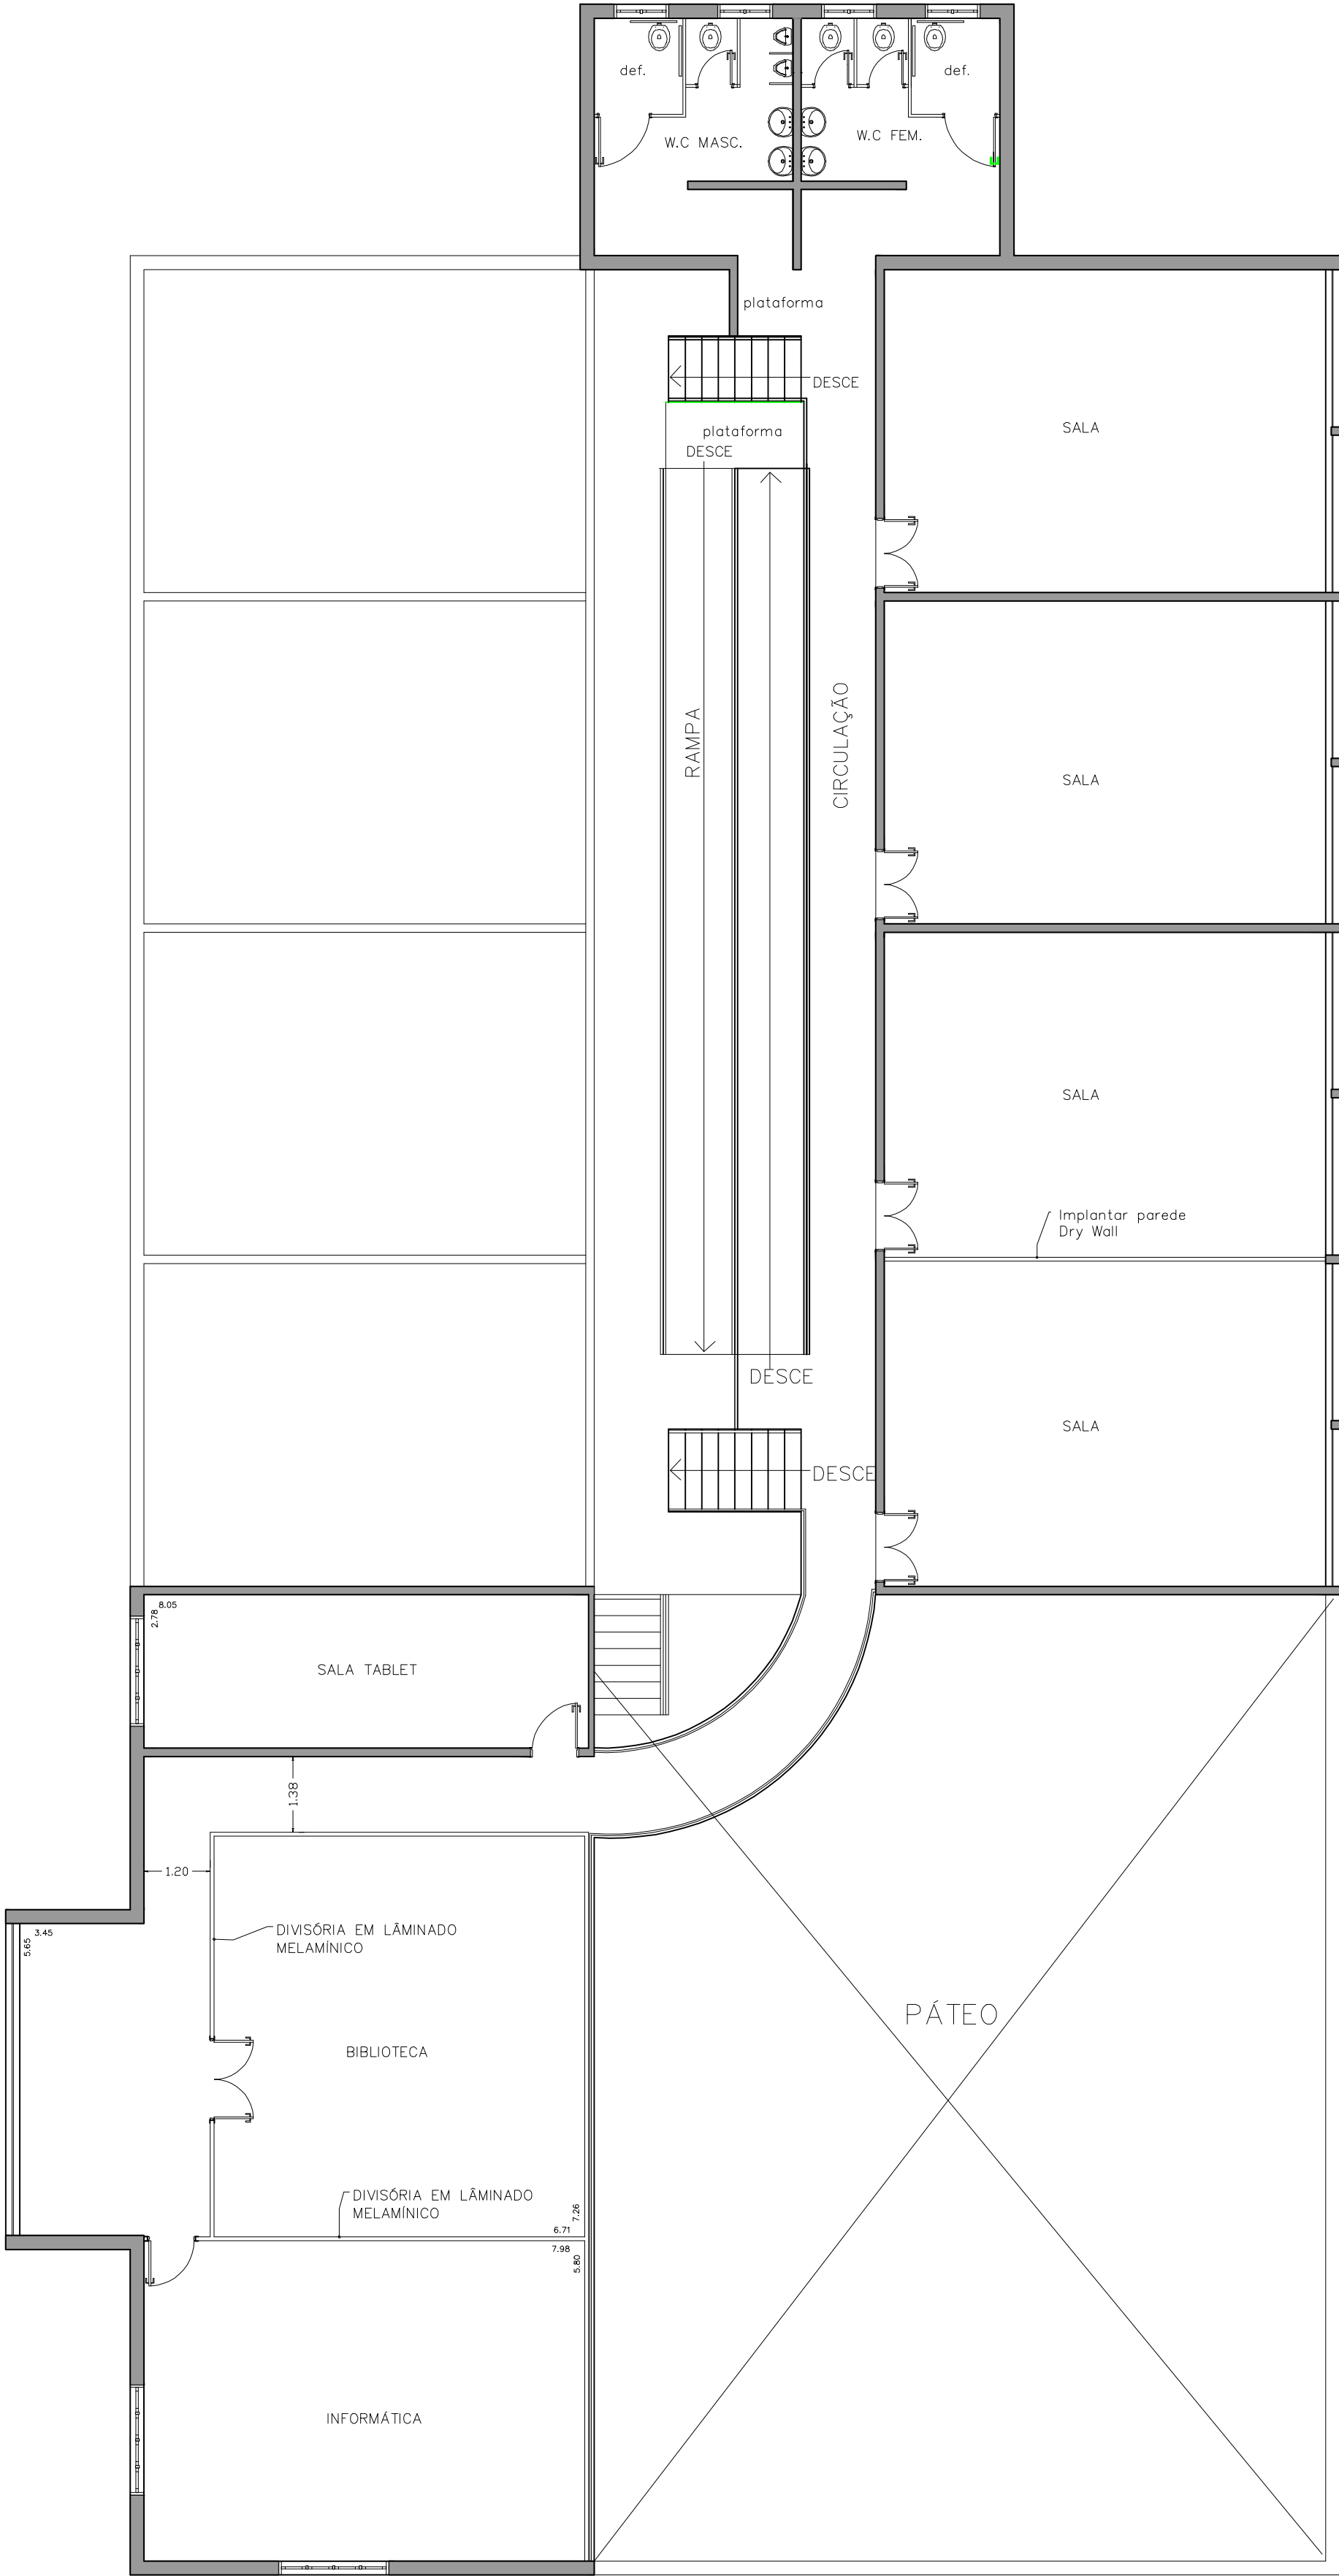 def.
def.
W.C MASC.
W.C FEM.
plataforma
DESCE
SALA
plataforma
DESCE
RAMPA
CIRCULAÇÃO
SALA
SALA
Implantar parede
Dry Wall
DESCE
SALA
DESCE
8.05
2.78
SALA TABLET
1.38
1.20
3.45
5.65
DIVISÓRIA EM LÂMINADO
MELAMÍNICO
PÁTEO
BIBLIOTECA
DIVISÓRIA EM LÂMINADO
MELAMÍNICO
7.26
6.71
7.98
5.80
INFORMÁTICA